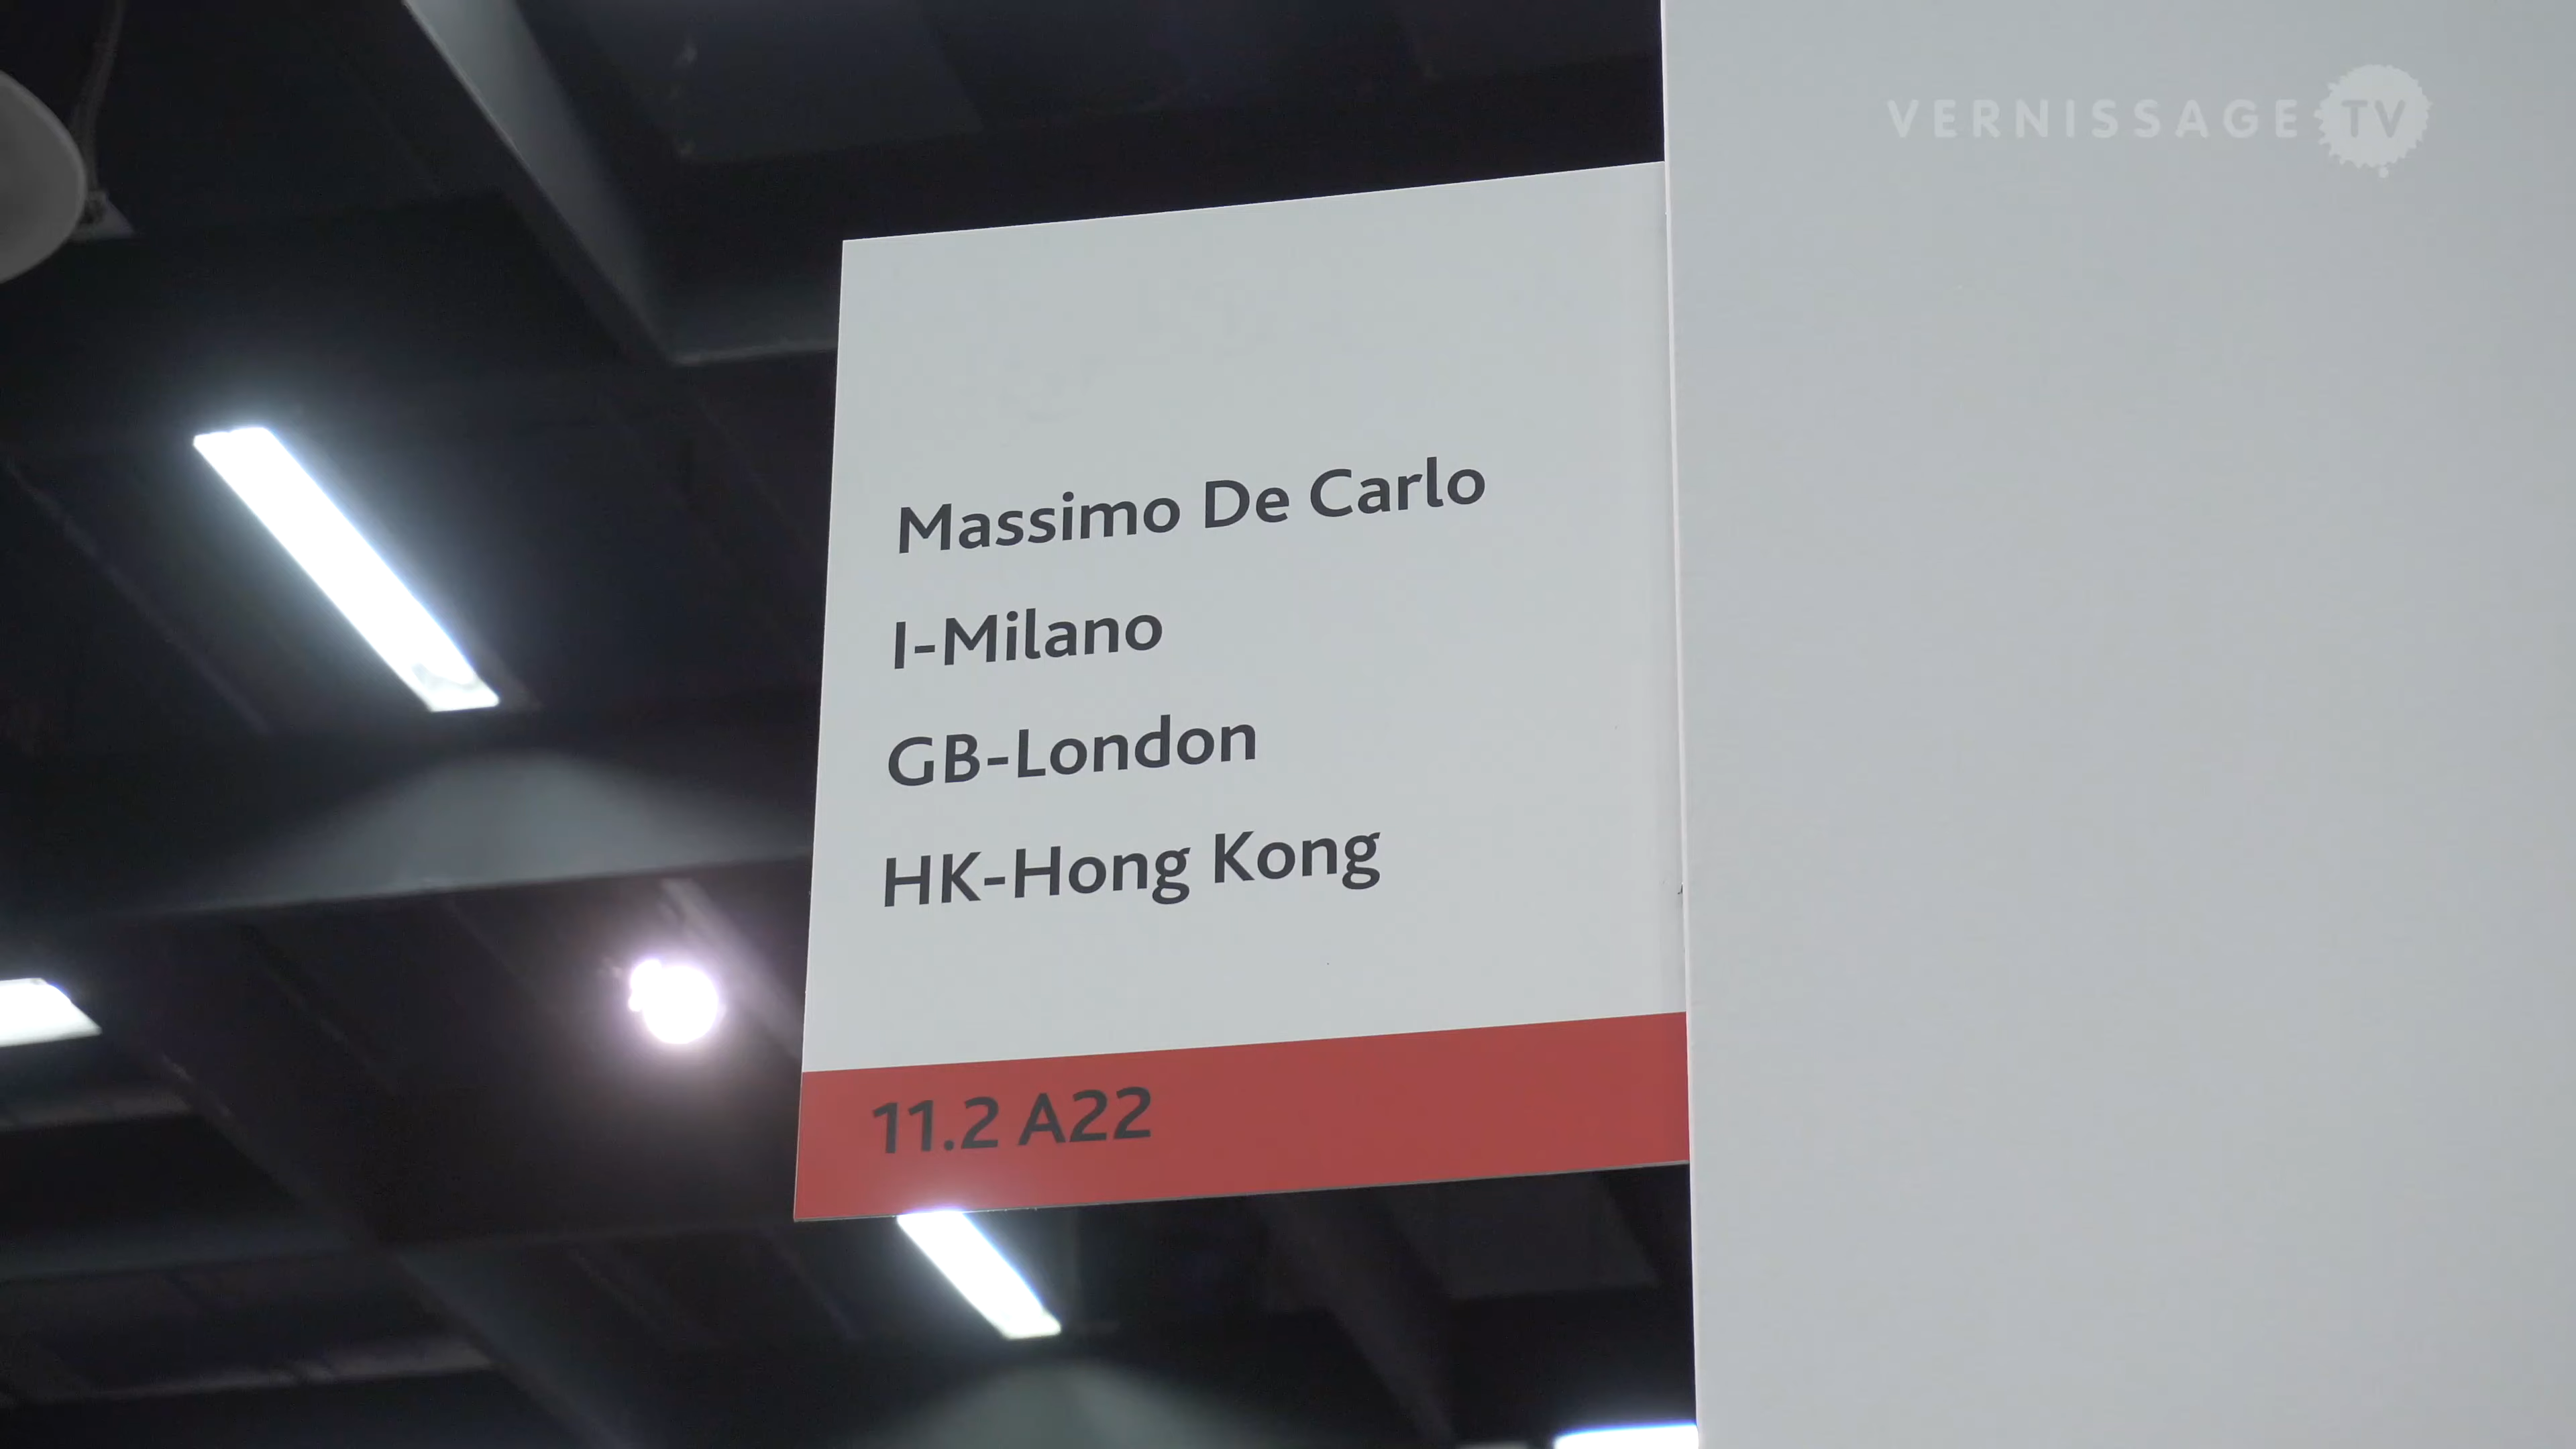 VERNISSAGE TV
Massimo De Carlo
I-Milano
GB-London
HK-Hong Kong
11.2 A22